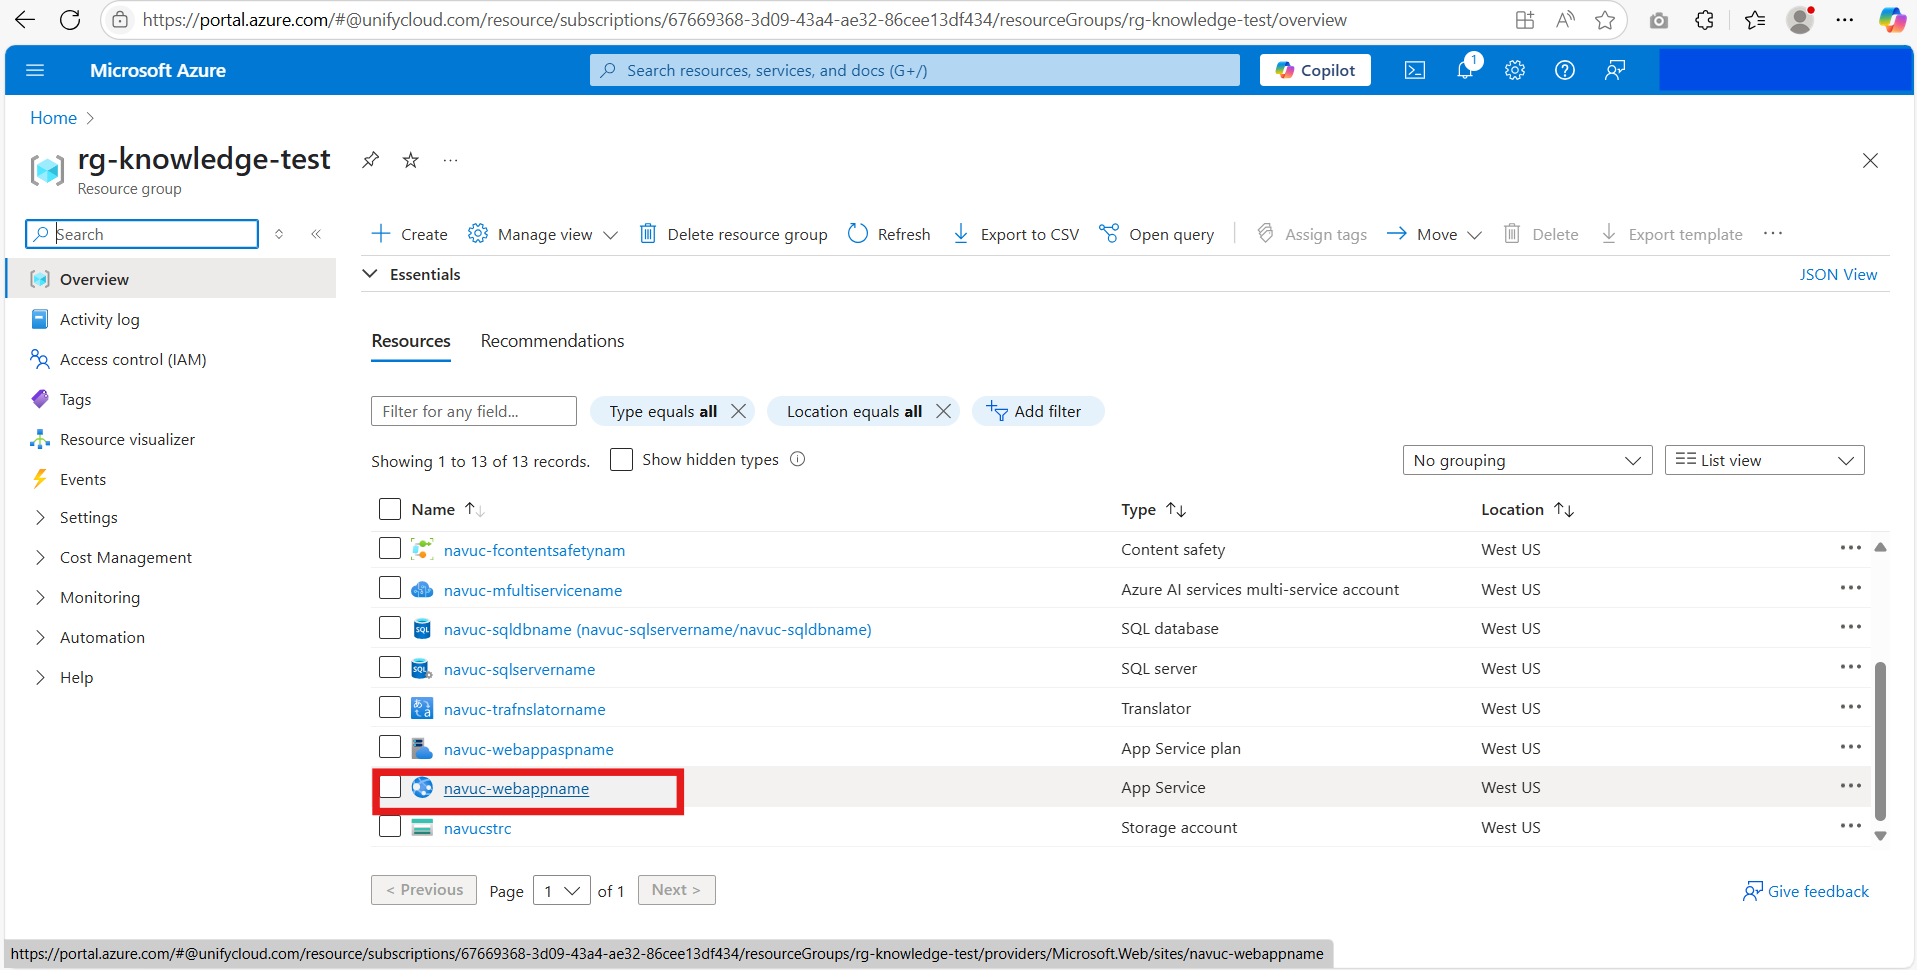 https://portal.azure.com/#@unifycloud.com/resource/subscriptions/67669368-3d09-43a4-ae32-86cee13df434/resourceGroups/rg-knowledge-test/overview
Microsoft Azure
Search resources, services, and docs (G+/)
Copilot
1
Home
rg-knowledge-test
Resource group
Search
Overview
Activity log
Access control (IAM)
Tags
Resource visualizer
Events
Settings
Cost Management
Monitoring
Automation
Help
Create Manage view Delete resource group Refresh Export to CSV Open query Assign tags Move Delete Export template
Essentials
JSON View
Resources Recommendations
Filter for any field... Type equals all Location equals all Add filter
Showing 1 to 13 of 13 records. Show hidden types
No grouping List view
Name Type Location
navuc-fcontentsafetynam Content safety West US
navuc-mfultiservicename Azure AI services multi-service account West US
navuc-sqldbname (navuc-sqlservername/navuc-sqldbname) SQL database West US
navuc-sqlservername SQL server West US
navuc-trafnslatorname Translator West US
navuc-webappaspname App Service plan West US
navuc-webappname App Service West US
navucstrc Storage account West US
< Previous Page 1 of 1 Next >
Give feedback
https://portal.azure.com/#@unifycloud.com/resource/subscriptions/67669368-3d09-43a4-ae32-86cee13df434/resourceGroups/rg-knowledge-test/providers/Microsoft.Web/sites/navuc-webappname